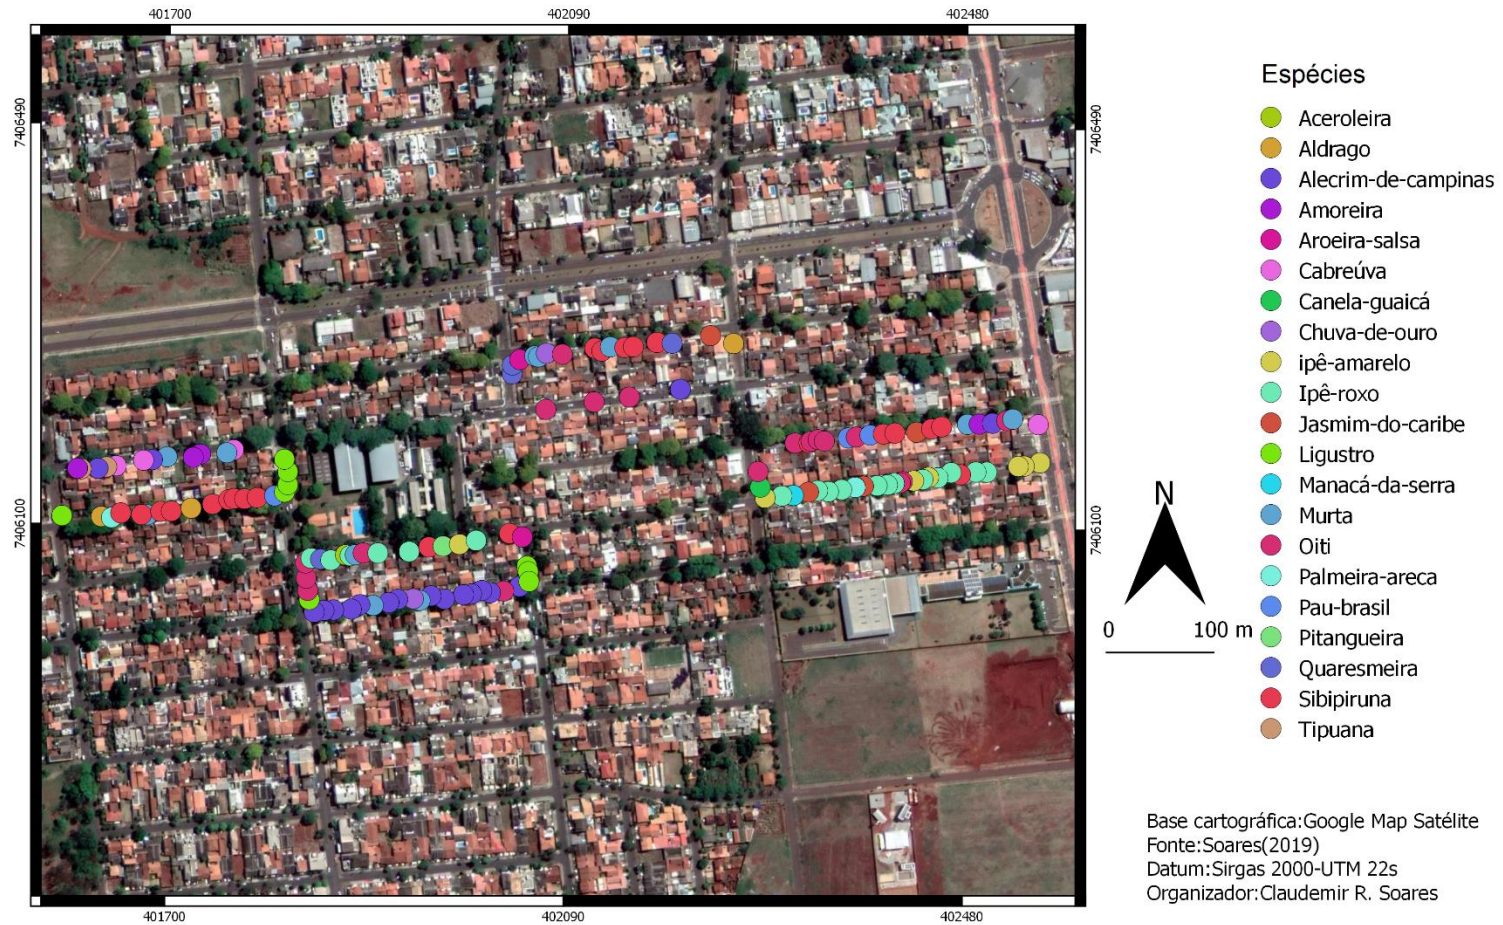 401700
402090
402480
7406490
7406490
7406100
7406100
401700
402090
402480
Espécies
Aceroleira
Aldrago
Alecrim-de-campinas
Amoreira
Aroeira-salsa
Cabreúva
Canela-guaicá
Chuva-de-ouro
ipê-amarelo
Ipê-roxo
Jasmim-do-caribe
Ligustro
Manacá-da-serra
Murta
Oiti
Palmeira-areca
Pau-brasil
Pitangueira
Quaresmeira
Sibipiruna
Tipuana
N
0 100 m
Base cartográfica:Google Map Satélite
Fonte:Soares(2019)
Datum:Sirgas 2000-UTM 22s
Organizador:Claudemir R. Soares